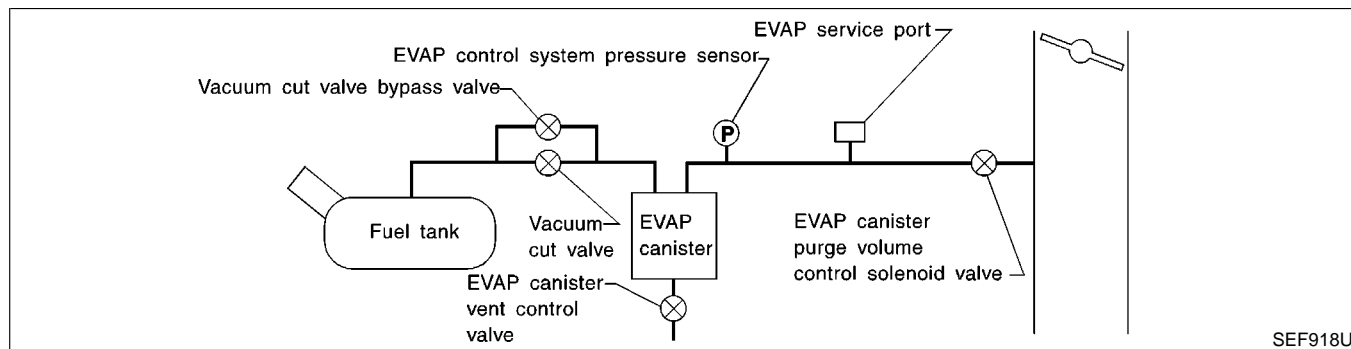 EVAP service port
EVAP control system pressure sensor
Vacuum cut valve bypass valve
P
Fuel tank
Vacuum
cut valve
EVAP
canister
EVAP canister
purge volume
control solenoid valve
EVAP canister
vent control
valve
SEF918U